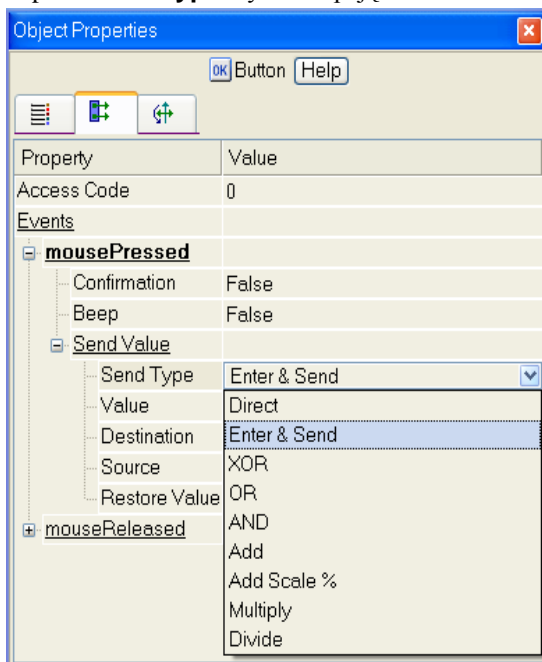 Object Properties
OK Button Help
Property Value
Access Code 0
Events
mousePressed
Confirmation False
Beep False
Send Value
Send Type Enter & Send
Value Direct
Destination Enter & Send
Source XOR
Restore Value OR
mouseReleased AND
Add
Add Scale %
Multiply
Divide